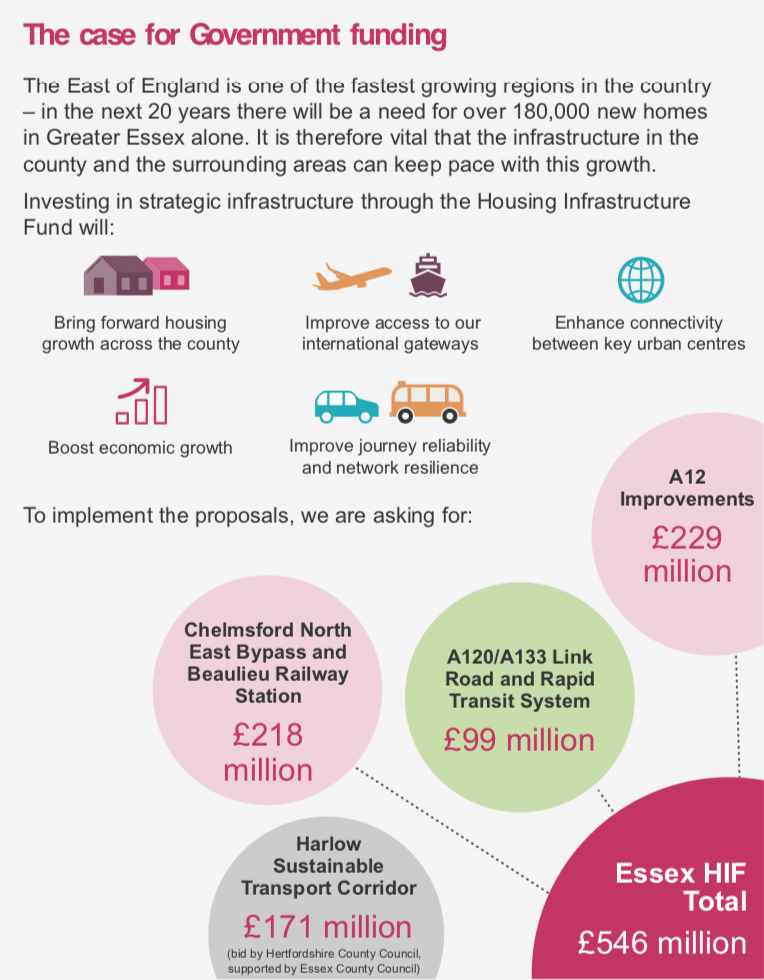 The case for Government funding
The East of England is one of the fastest growing regions in the country
– in the next 20 years there will be a need for over 180,000 new homes
in Greater Essex alone. It is therefore vital that the infrastructure in the
county and the surrounding areas can keep pace with this growth.
Investing in strategic infrastructure through the Housing Infrastructure
Fund will:
Bring forward housing
growth across the county
Improve access to our
international gateways
Enhance connectivity
between key urban centres
Boost economic growth
Improve journey reliability
and network resilience
To implement the proposals, we are asking for:
A12
Improvements
£229
million
Chelmsford North
East Bypass and
Beaulieu Railway
Station
£218
million
A120/A133 Link
Road and Rapid
Transit System
£99 million
Harlow
Sustainable
Transport Corridor
£171 million
(bid by Hertfordshire County Council,
supported by Essex County Council)
Essex HIF
Total
£546 million